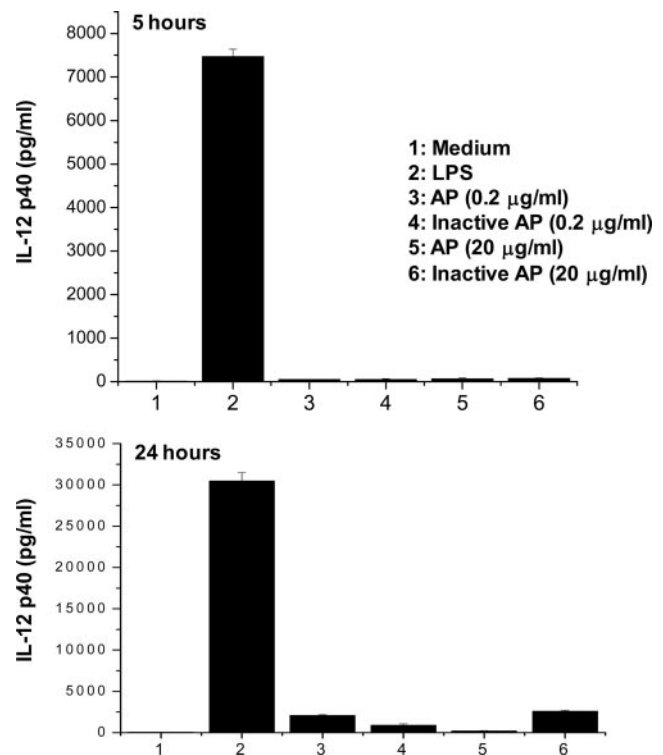 5 hours
8000
7000
6000
5000
4000
3000
2000
1000
0
IL-12 p40 (pg/ml)
1 2 3 4 5 6
1: Medium
2: LPS
3: AP (0.2 μg/ml)
4: Inactive AP (0.2 μg/ml)
5: AP (20 μg/ml)
6: Inactive AP (20 μg/ml)
24 hours
35000
30000
25000
20000
15000
10000
5000
0
IL-12 p40 (pg/ml)
1 2 3 4 5 6